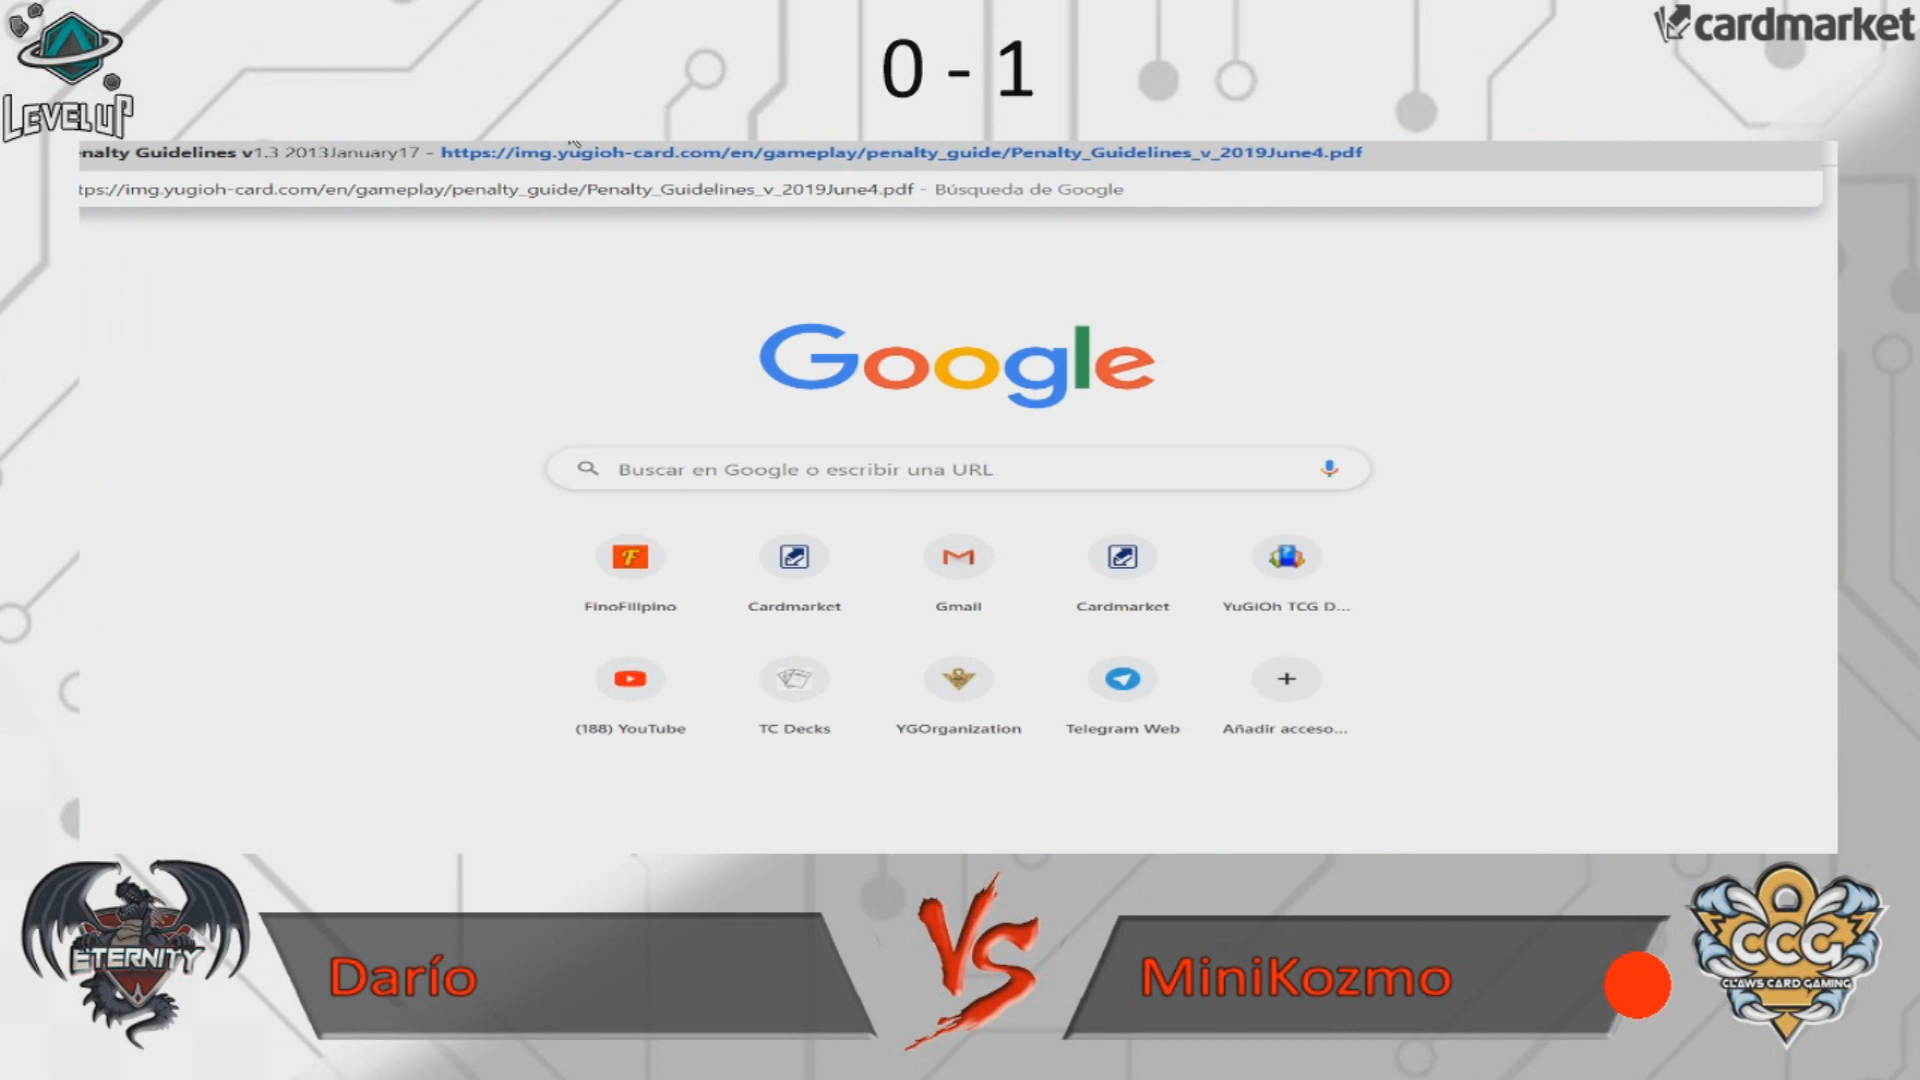 LEVEL UP
0 - 1
cardmarket
nalty Guidelines v1.3 2013January17 - https://img.yugioh-card.com/en/gameplay/penalty_guide/Penalty_Guidelines_v_2019June4.pdf
tps://img.yugioh-card.com/en/gameplay/penalty_guide/Penalty_Guidelines_v_2019June4.pdf - Búsqueda de Google
Google
Buscar en Google o escribir una URL
FinoFilipino
Cardmarket
Gmail
Cardmarket
YuGiOh TCG D...
(188) YouTube
TC Decks
YGOrganization
Telegram Web
Añadir acceso...
ETERNITY
Darío
VS
MiniKozmo
CCG
CLAWS CARD GAMING